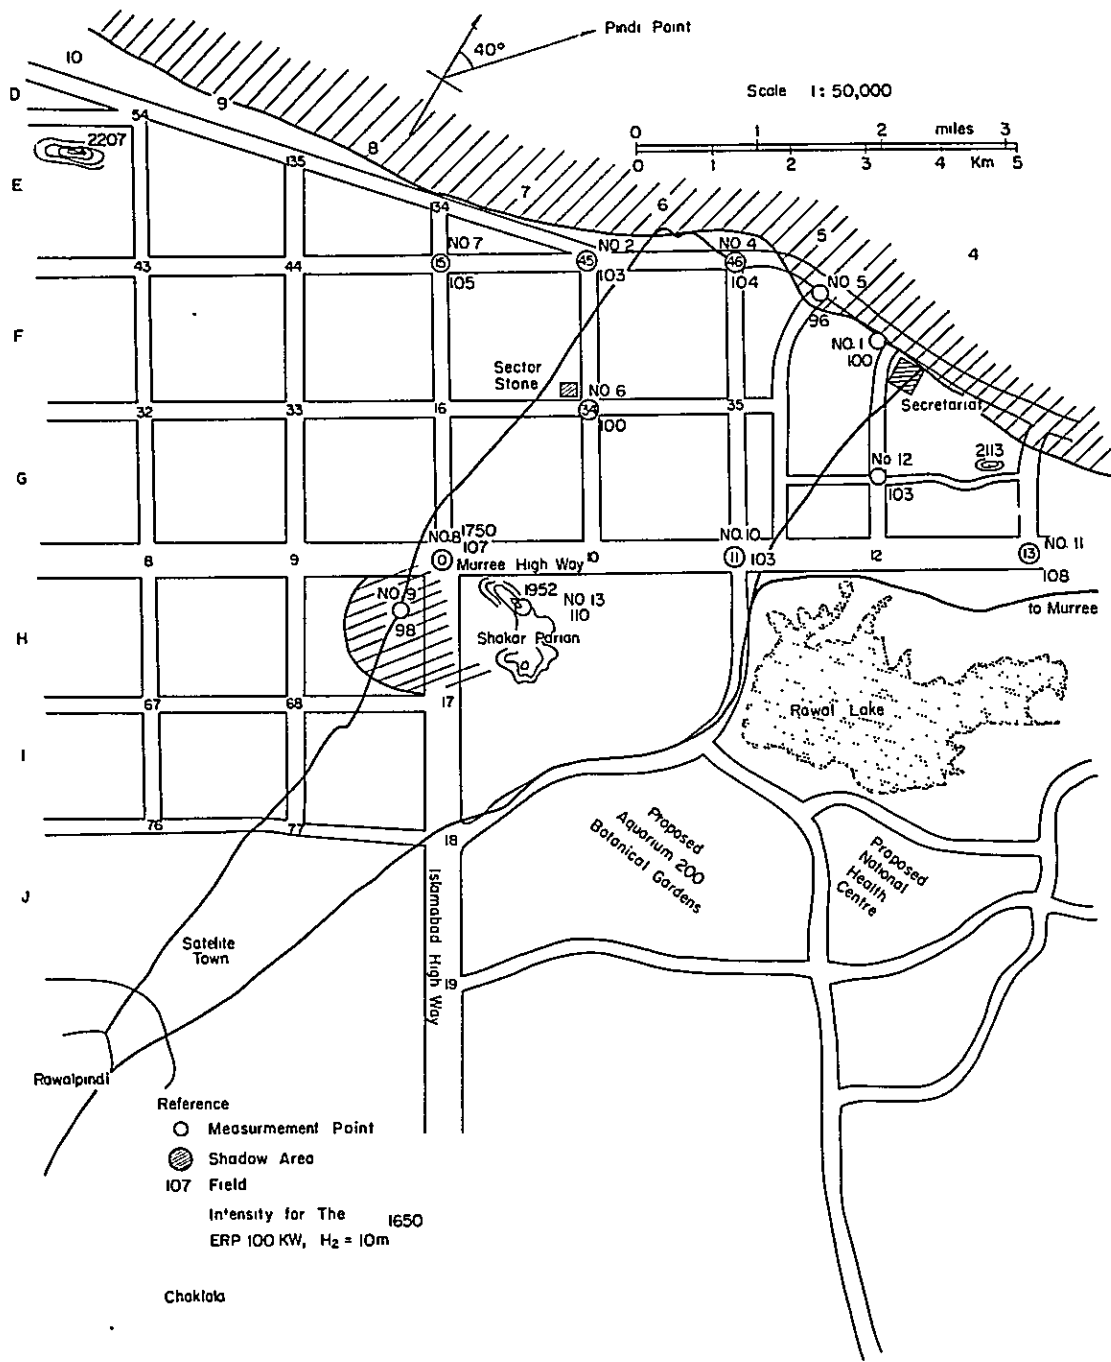 Pindi Point
40°
Scale 1: 50,000
0 1 2 miles 3
0 1 2 4 Km 5
10
9
8
7
6
5
4
D
E
F
G
H
I
J
54
2207
135
34
NO 7
NO 2
NO 4
NO 5
43
44
15
45
46
105
103
104
96
NO. 1
100
Sector
Stone
NO 6
Secretariat
32
33
16
34
35
100
2113
No 12
103
NO.8
1750
107
NO. 10
NO. 11
8
9
0
Murree High Way
10
11
103
12
13
108
NO. 9
98
1952
NO 13
110
to Murree
Shakar Parian
67
68
17
Rawal Lake
76
77
18
Proposed
Aquarium 200
Botanical Gardens
Proposed
National
Health
Centre
Islamabad High Way
Satelite
Town
19
Rawalpindi
Reference
Measurmement Point
Shadow Area
107 Field
Intensity for The 1650
ERP 100 KW, H₂ = 10m
Chaklala